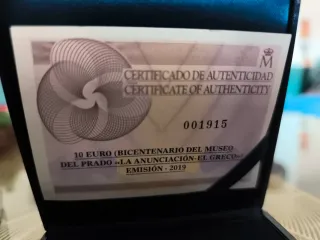 M
CERTIFICADO DE AUTENTICIDAD
CERTIFICATE OF AUTHENTICITY
001915
10 EURO (BICENTENARIO DEL MUSEO
DEL PRADO «LA ANUNCIACIÓN-EL GRECO»
EMISIÓN - 2019